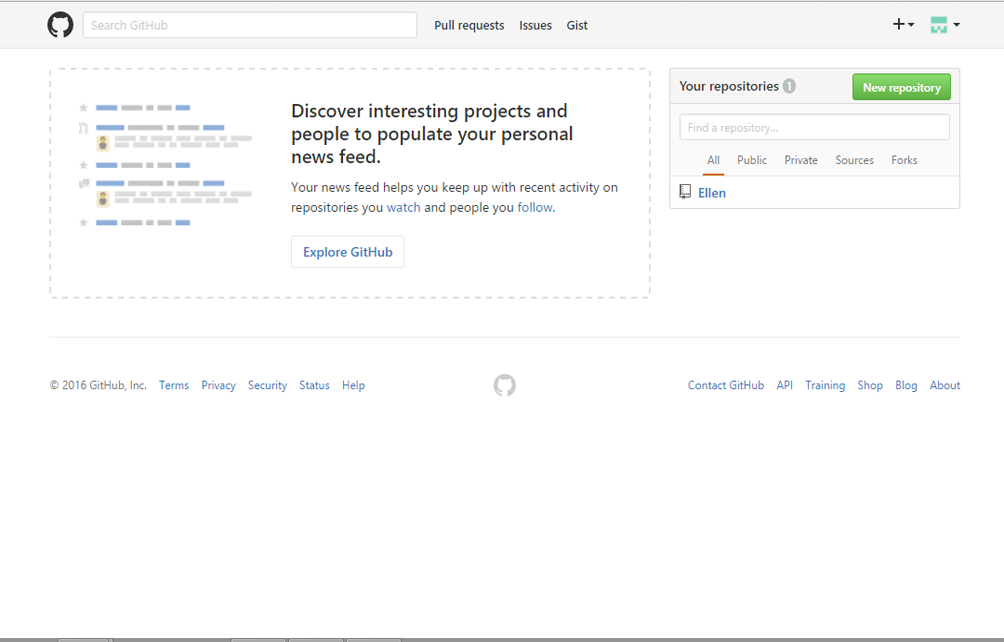 Search GitHub
Pull requests Issues Gist
Discover interesting projects and
people to populate your personal
news feed.
Your news feed helps you keep up with recent activity on
repositories you watch and people you follow.
Explore GitHub
Your repositories 1
New repository
Find a repository...
All Public Private Sources Forks
Ellen
© 2016 GitHub, Inc. Terms Privacy Security Status Help
Contact GitHub API Training Shop Blog About